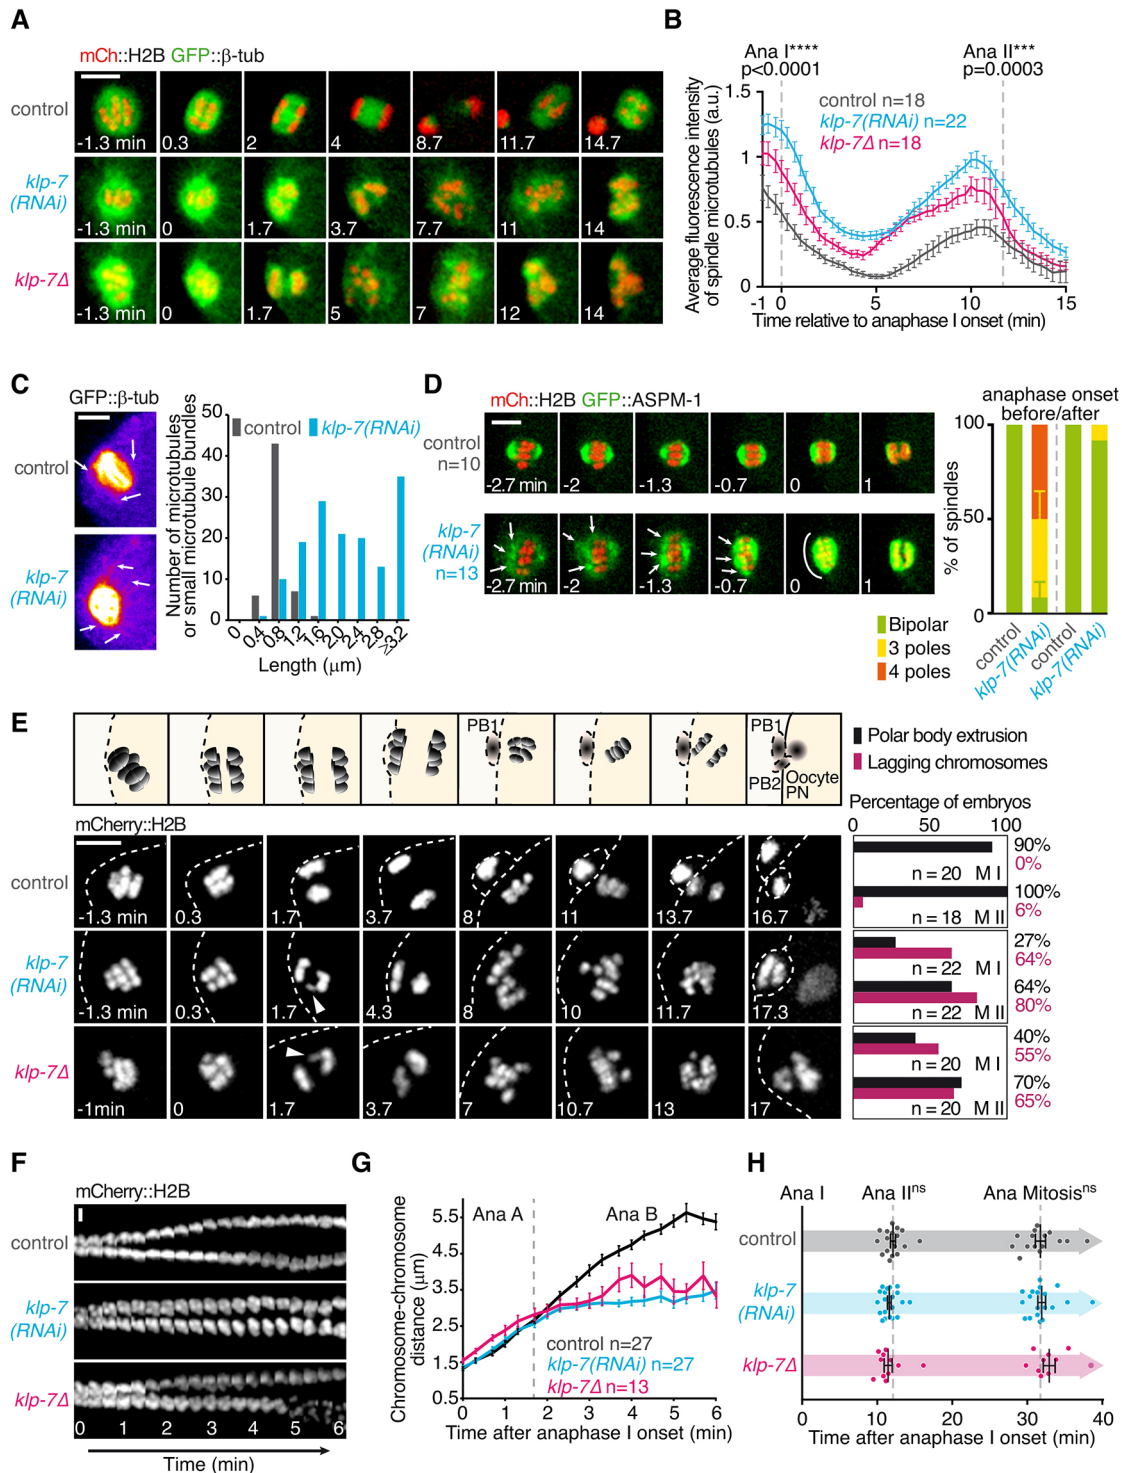 A
mCh::H2B GFP::β-tub
control
-1.3 min
0.3
2
4
8.7
11.7
14.7
klp-7
(RNAi)
-1.3 min
0
1.7
3.7
7.7
11
14
klp-7Δ
-1.3 min
0
1.7
5
7
12
14
B
Ana I****
p<0.0001
Ana II***
p=0.0003
Average fluorescence intensity
of spindle microtubules (a.u.)
1.5
1
0.5
0
control n=18
klp-7(RNAi) n=22
klp-7Δ n=18
-1
0
5
10
15
Time relative to anaphase I onset (min)
C
GFP::β-tub
control
klp-7
(RNAi)
Number of microtubules
or small microtubule bundles
50
40
30
20
10
0
control
klp-7(RNAi)
0
0.4
0.8
1.2
1.6
2.0
2.4
2.8
≥3.2
Length (μm)
D
mCh::H2B GFP::ASPM-1
control
n=10
-2.7 min
-2
-1.3
-0.7
0
1
klp-7
(RNAi)
n=13
-2.7 min
-2
-1.3
-0.7
0
1
Bipolar
3 poles
4 poles
anaphase onset
before/after
% of spindles
100
50
0
control
klp-7(RNAi)
control
klp-7(RNAi)
E
PB1
PB1
PB2
Oocyte
PN
mCherry::H2B
control
-1.3 min
0.3
1.7
3.7
8
11
13.7
16.7
klp-7
(RNAi)
-1.3 min
0.3
1.7
4.3
8
10
11.7
17.3
klp-7Δ
-1min
0
1.7
3.7
7
10.7
13
17
Polar body extrusion
Lagging chromosomes
Percentage of embryos
0
50
100
n = 20 M I
90%
0%
n = 18 M II
100%
6%
n = 22 M I
27%
64%
n = 22 M II
64%
80%
n = 20 M I
40%
55%
n = 20 M II
70%
65%
F
mCherry::H2B
control
klp-7
(RNAi)
klp-7Δ
0
1
2
3
4
5
6
Time (min)
G
Chromosome-chromosome
distance (μm)
5.5
4.5
3.5
2.5
1.5
0.5
Ana A
Ana B
control n=27
klp-7(RNAi) n=27
klp-7Δ n=13
0
1
2
3
4
5
6
Time after anaphase I onset (min)
H
Ana I
Ana IIns
Ana Mitosisns
control
klp-7
(RNAi)
klp-7Δ
0
10
20
30
40
Time after anaphase I onset (min)